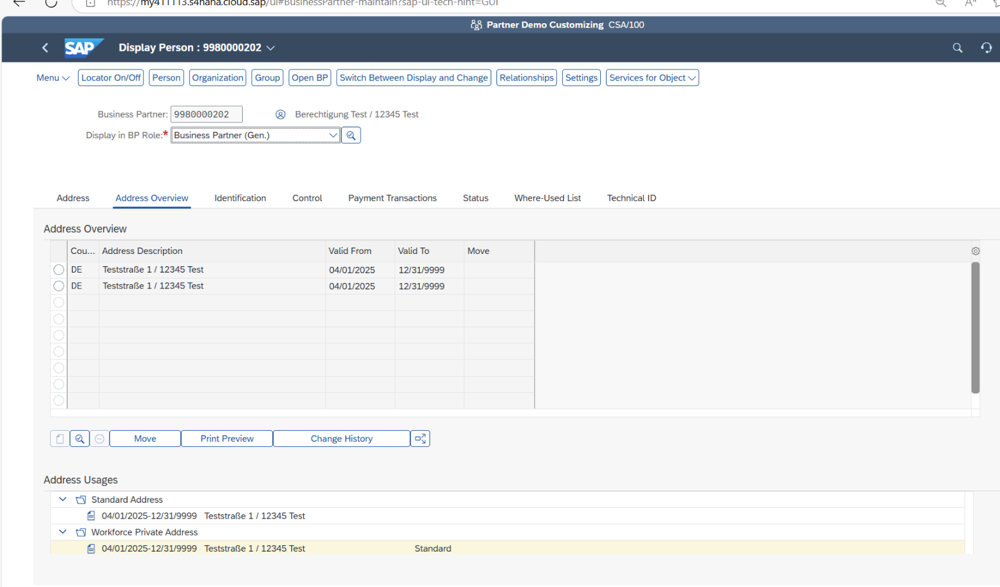 https://my411113.s4hana.cloud.sap/ui#BusinessPartner-maintain?sap-ui-tech-hint=GUI
Partner Demo Customizing CSA/100
SAP Display Person : 9980000202
Menu Locator On/Off Person Organization Group Open BP Switch Between Display and Change Relationships Settings Services for Object
Business Partner: 9980000202 Berechtigung Test / 12345 Test
Display in BP Role:* Business Partner (Gen.)
Address Address Overview Identification Control Payment Transactions Status Where-Used List Technical ID
Address Overview
Cou... Address Description Valid From Valid To Move
DE Teststraße 1 / 12345 Test 04/01/2025 12/31/9999
DE Teststraße 1 / 12345 Test 04/01/2025 12/31/9999
Move Print Preview Change History
Address Usages
Standard Address
04/01/2025-12/31/9999 Teststraße 1 / 12345 Test
Workforce Private Address
04/01/2025-12/31/9999 Teststraße 1 / 12345 Test Standard